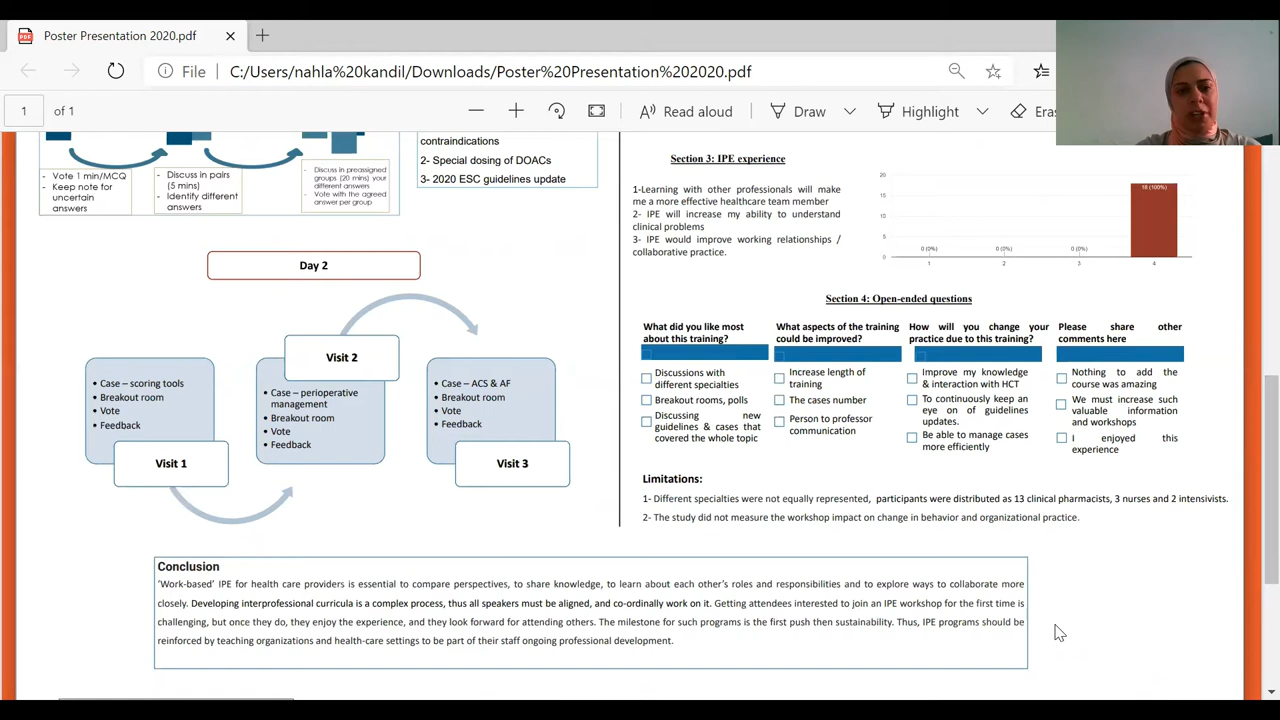 Poster Presentation 2020.pdf
File
C:/Users/nahla%20kandil/Downloads/Poster%20Presentation%202020.pdf
1
of 1
Read aloud
Draw
Highlight
Eras
- Vote 1 min/MCQ
- Keep note for
uncertain
answers
- Discuss in pairs
(5 mins)
- Identify different
answers
- Discuss in preassigned
groups (20 mins) your
different answers
- Vote with the agreed
answer per group
contraindications
2- Special dosing of DOACs
3- 2020 ESC guidelines update
Day 2
Visit 2
• Case – scoring tools
• Breakout room
• Vote
• Feedback
Visit 1
• Case – perioperative
management
• Breakout room
• Vote
• Feedback
• Case – ACS & AF
• Breakout room
• Vote
• Feedback
Visit 3
Section 3: IPE experience
1-Learning with other professionals will make
me a more effective healthcare team member
2- IPE will increase my ability to understand
clinical problems
3- IPE would improve working relationships /
collaborative practice.
20
15
10
5
0
0 (0%)
0 (0%)
0 (0%)
18 (100%)
1
2
3
4
Section 4: Open-ended questions
What did you like most
about this training?
Discussions with
different specialties
Breakout rooms, polls
Discussing new
guidelines & cases that
covered the whole topic
What aspects of the training
could be improved?
Increase length of
training
The cases number
Person to professor
communication
How will you change your
practice due to this training?
Improve my knowledge
& interaction with HCT
To continuously keep an
eye on of guidelines
updates.
Be able to manage cases
more efficiently
Please share other
comments here
Nothing to add the
course was amazing
We must increase such
valuable information
and workshops
I enjoyed this
experience
Limitations:
1- Different specialties were not equally represented, participants were distributed as 13 clinical pharmacists, 3 nurses and 2 intensivists.
2- The study did not measure the workshop impact on change in behavior and organizational practice.
Conclusion
'Work-based' IPE for health care providers is essential to compare perspectives, to share knowledge, to learn about each other's roles and responsibilities and to explore ways to collaborate more
closely. Developing interprofessional curricula is a complex process, thus all speakers must be aligned, and co-ordinally work on it. Getting attendees interested to join an IPE workshop for the first time is
challenging, but once they do, they enjoy the experience, and they look forward for attending others. The milestone for such programs is the first push then sustainability. Thus, IPE programs should be
reinforced by teaching organizations and health-care settings to be part of their staff ongoing professional development.